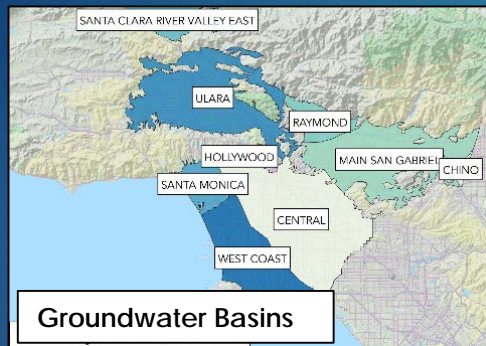 SANTA CLARA RIVER VALLEY EAST
ULARA
RAYMOND
HOLLYWOOD
MAIN SAN GABRIEL
CHINO
SANTA MONICA
CENTRAL
WEST COAST
Groundwater Basins